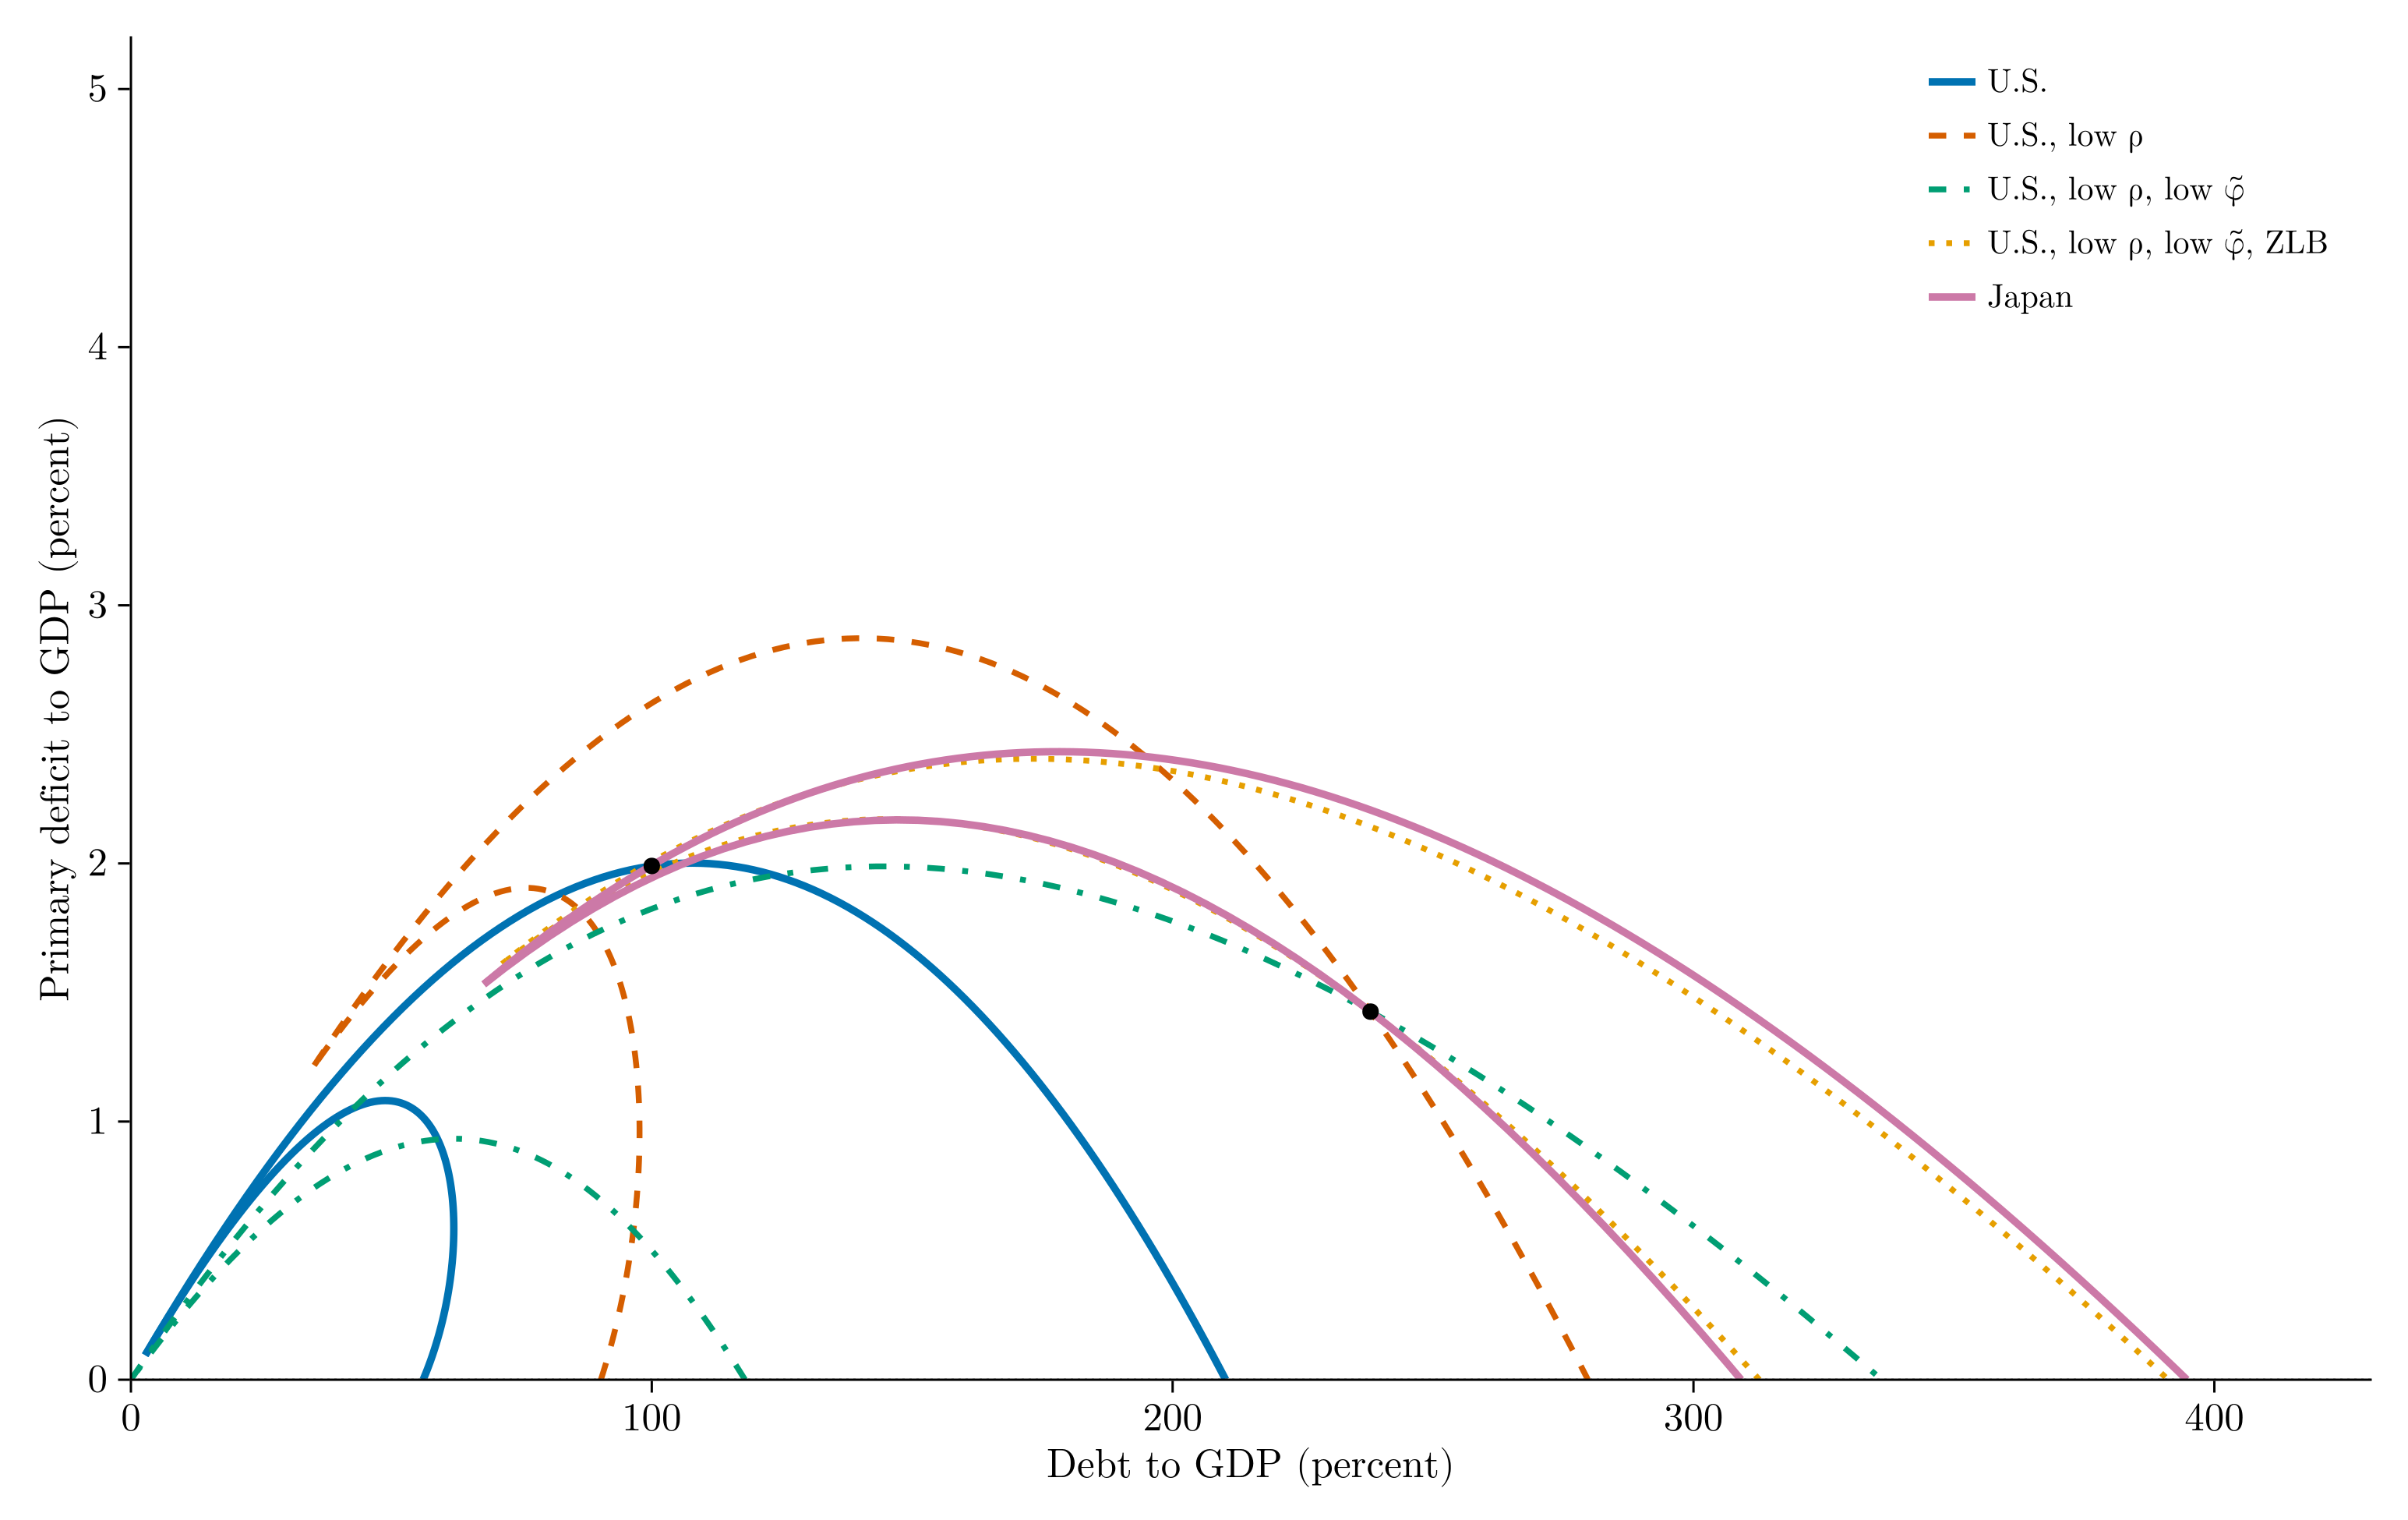 U.S.
U.S., low ρ
U.S., low ρ, low φ̃
U.S., low ρ, low φ̃, ZLB
Japan
Primary deficit to GDP (percent)
5
4
3
2
1
0
0 100 200 300 400
Debt to GDP (percent)